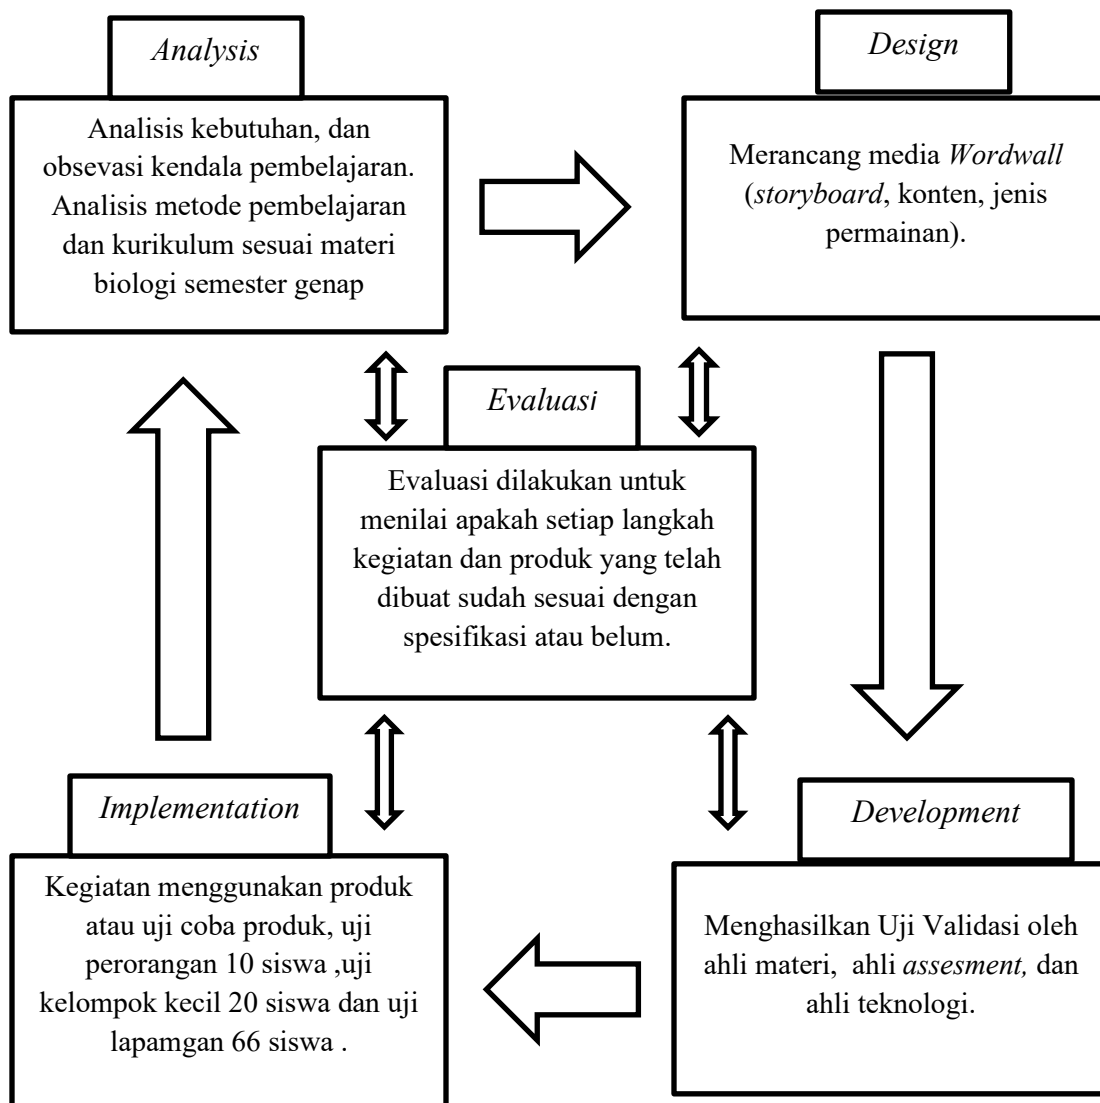 Analysis
Analisis kebutuhan, dan
obsevasi kendala pembelajaran.
Analisis metode pembelajaran
dan kurikulum sesuai materi
biologi semester genap
Design
Merancang media Wordwall
(storyboard, konten, jenis
permainan).
Evaluasi
Evaluasi dilakukan untuk
menilai apakah setiap langkah
kegiatan dan produk yang telah
dibuat sudah sesuai dengan
spesifikasi atau belum.
Implementation
Kegiatan menggunakan produk
atau uji coba produk, uji
perorangan 10 siswa ,uji
kelompok kecil 20 siswa dan uji
lapamgan 66 siswa .
Development
Menghasilkan Uji Validasi oleh
ahli materi,  ahli assesment, dan
ahli teknologi.